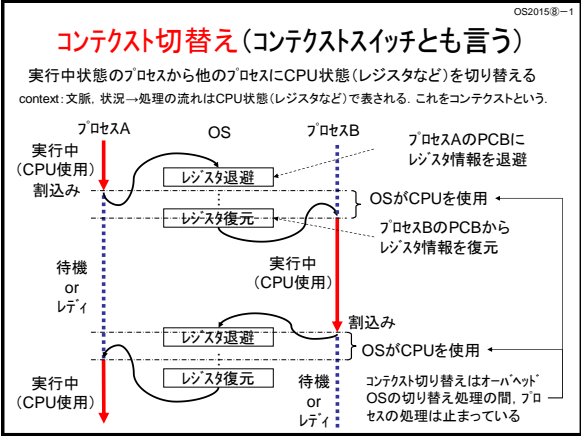 OS2015⑧－1
コンテクスト切替え(コンテクストスイッチとも言う)
実行中状態のプロセスから他のプロセスにCPU状態(レジスタなど)を切り替える
context：文脈，状況→処理の流れはCPU状態(レジスタなど)で表される．これをコンテクストという．
ﾌﾟﾛｾｽA
OS
ﾌﾟﾛｾｽB
実行中
(CPU使用)
割込み
ﾚｼﾞｽﾀ退避
ﾌﾟﾛｾｽAのPCBに
ﾚｼﾞｽﾀ情報を退避
OSがCPUを使用
ﾚｼﾞｽﾀ復元
ﾌﾟﾛｾｽBのPCBから
ﾚｼﾞｽﾀ情報を復元
待機
or
ﾚﾃﾞｨ
実行中
(CPU使用)
割込み
ﾚｼﾞｽﾀ退避
OSがCPUを使用
ﾚｼﾞｽﾀ復元
実行中
(CPU使用)
待機
or
ﾚﾃﾞｨ
ｺﾝﾃｸｽﾄ切り替えはｵｰﾊﾞﾍｯﾄﾞ
OSの切り替え処理の間，ﾌﾟﾛ
ｾｽの処理は止まっている